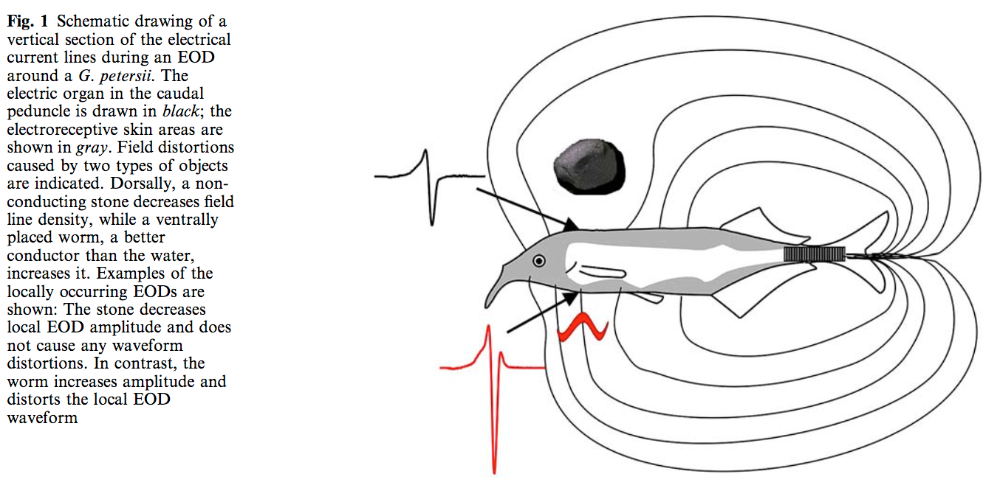 Fig. 1 Schematic drawing of a
vertical section of the electrical
current lines during an EOD
around a G. petersii. The
electric organ in the caudal
peduncle is drawn in black; the
electroreceptive skin areas are
shown in gray. Field distortions
caused by two types of objects
are indicated. Dorsally, a non-
conducting stone decreases field
line density, while a ventrally
placed worm, a better
conductor than the water,
increases it. Examples of the
locally occurring EODs are
shown: The stone decreases
local EOD amplitude and does
not cause any waveform
distortions. In contrast, the
worm increases amplitude and
distorts the local EOD
waveform